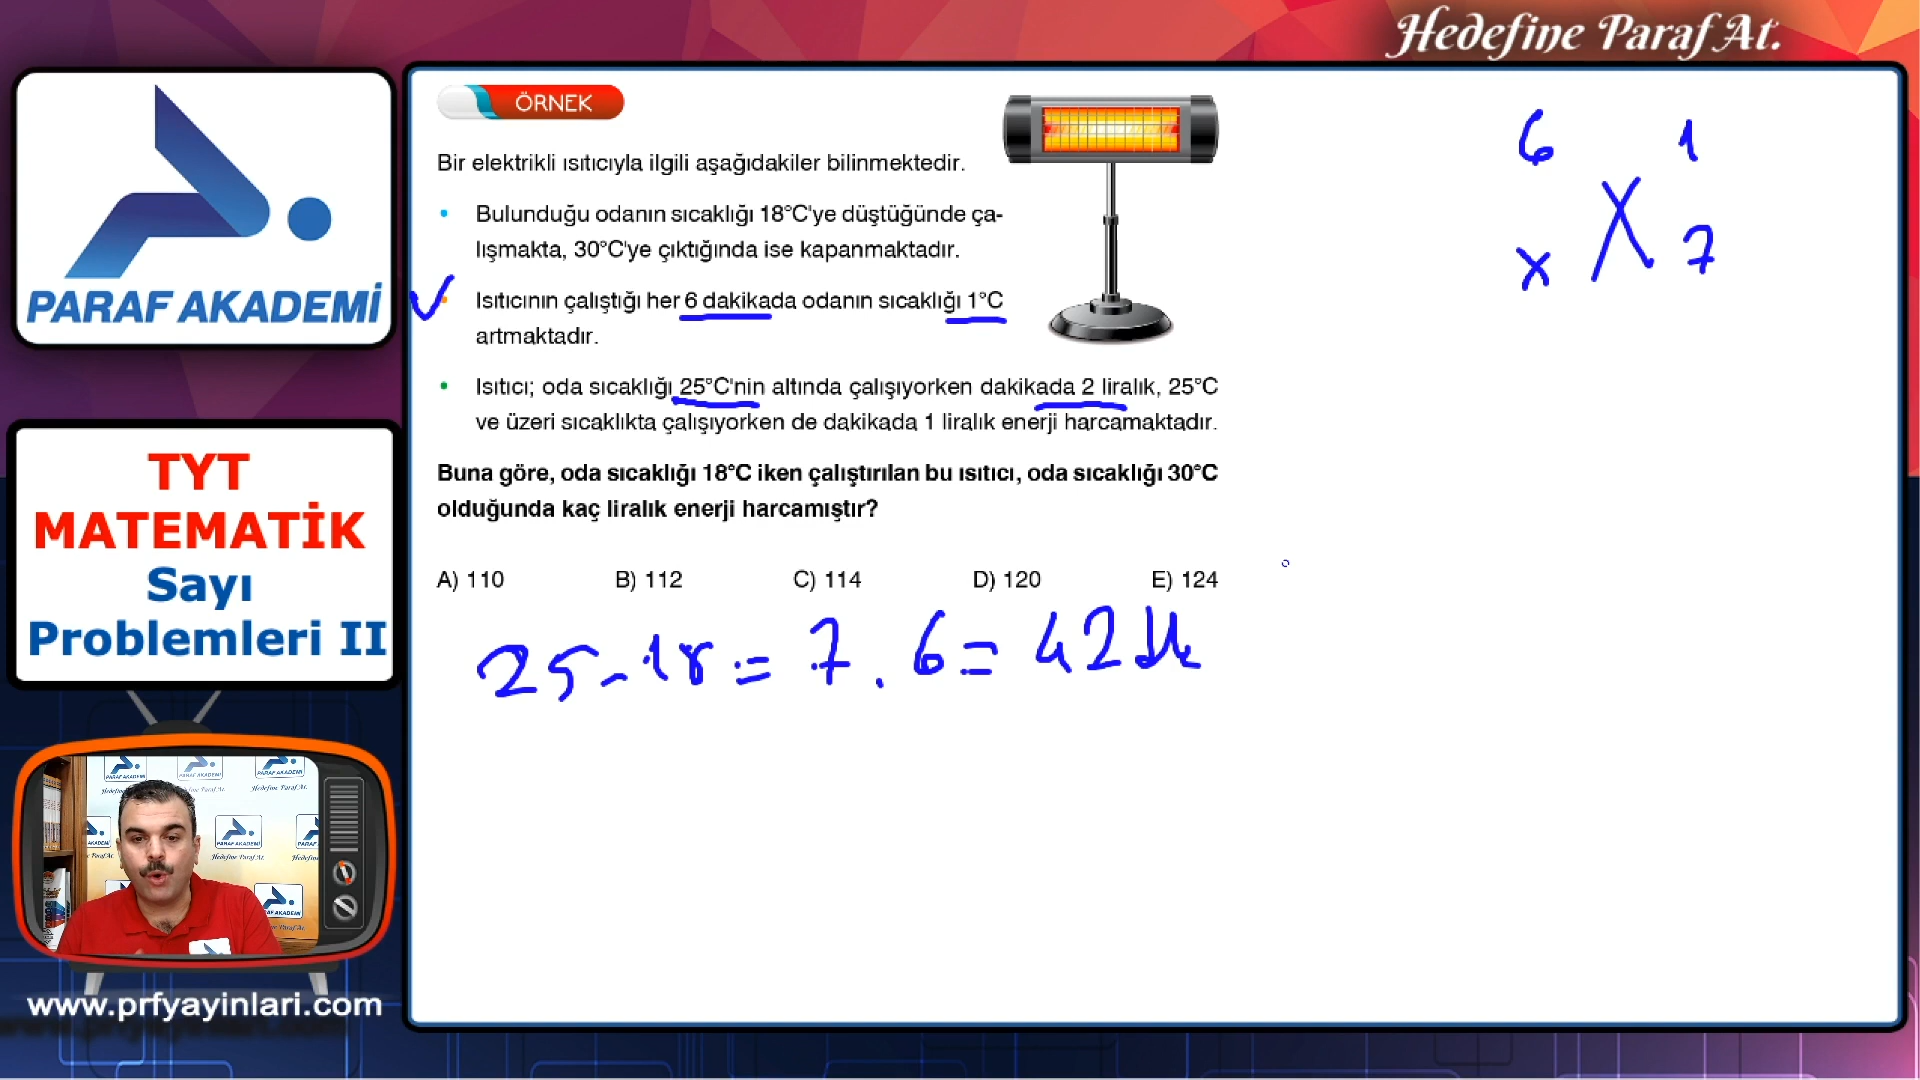 Hedefine Paraf At.
PARAF AKADEMİ
TYT
MATEMATİK
Sayı
Problemleri II
www.prfyayinlari.com
ÖRNEK
Bir elektrikli ısıtıcıyla ilgili aşağıdakiler bilinmektedir.
• Bulunduğu odanın sıcaklığı 18°C'ye düştüğünde ça-
lışmakta, 30°C'ye çıktığında ise kapanmaktadır.
• Isıtıcının çalıştığı her 6 dakikada odanın sıcaklığı 1°C
artmaktadır.
• Isıtıcı; oda sıcaklığı 25°C'nin altında çalışıyorken dakikada 2 liralık, 25°C
ve üzeri sıcaklıkta çalışıyorken de dakikada 1 liralık enerji harcamaktadır.
Buna göre, oda sıcaklığı 18°C iken çalıştırılan bu ısıtıcı, oda sıcaklığı 30°C
olduğunda kaç liralık enerji harcamıştır?
A) 110 B) 112 C) 114 D) 120 E) 124
25-18 = 7 . 6 = 42 dk
6 1
x 7